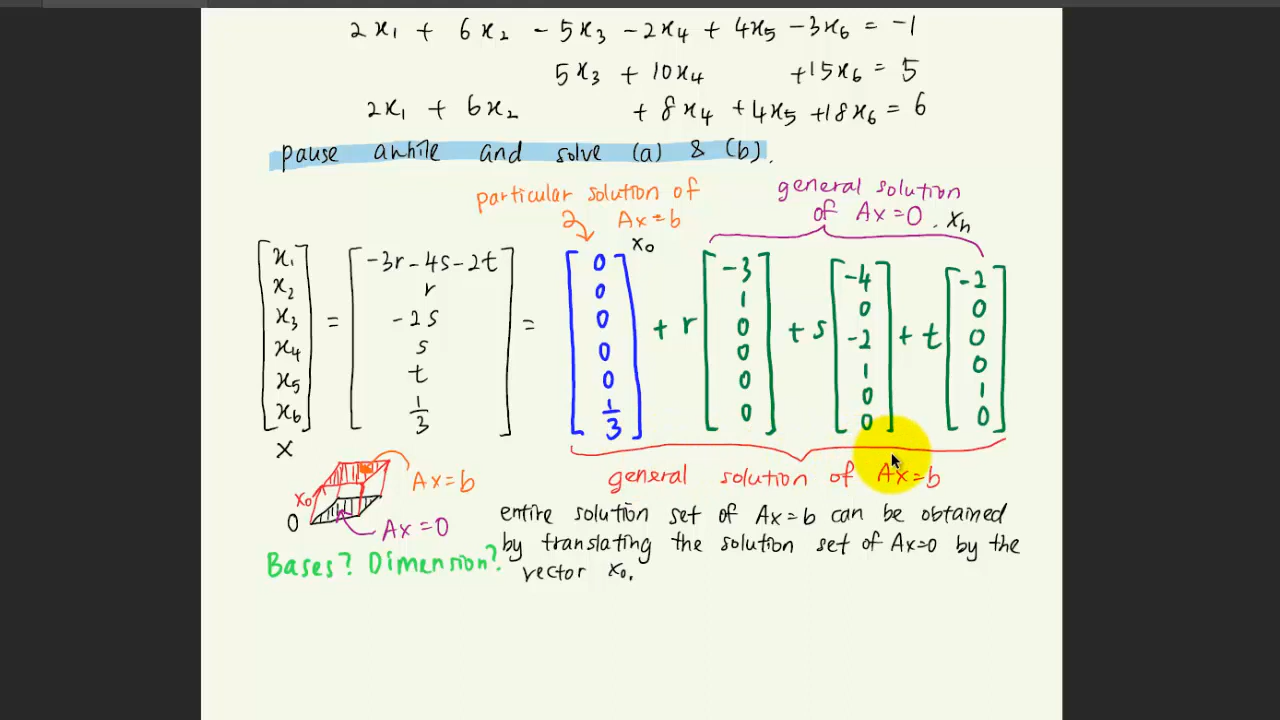 2x₁ + 6x₂ - 5x₃ - 2x₄ + 4x₅ - 3x₆ = -1
5x₃ + 10x₄ +15x₆ = 5
2x₁ + 6x₂ + 8x₄ + 4x₅ +18x₆ = 6
pause awhile and solve (a) & (b).
particular solution of
Ax=b
x₀
general solution
of Ax=0. xₕ
[x₁ x₂ x₃ x₄ x₅ x₆] = [-3r-4s-2t r -2s s t 1/3] = [0 0 0 0 0 1/3] + r [-3 1 0 0 0 0] + s [-4 0 -2 1 0 0] + t [-2 0 0 0 1 0]
x
general solution of Ax=b
x₀
Ax=b
0
Ax=0
Bases? Dimension?
entire solution set of Ax=b can be obtained
by translating the solution set of Ax=0 by the
vector x₀.